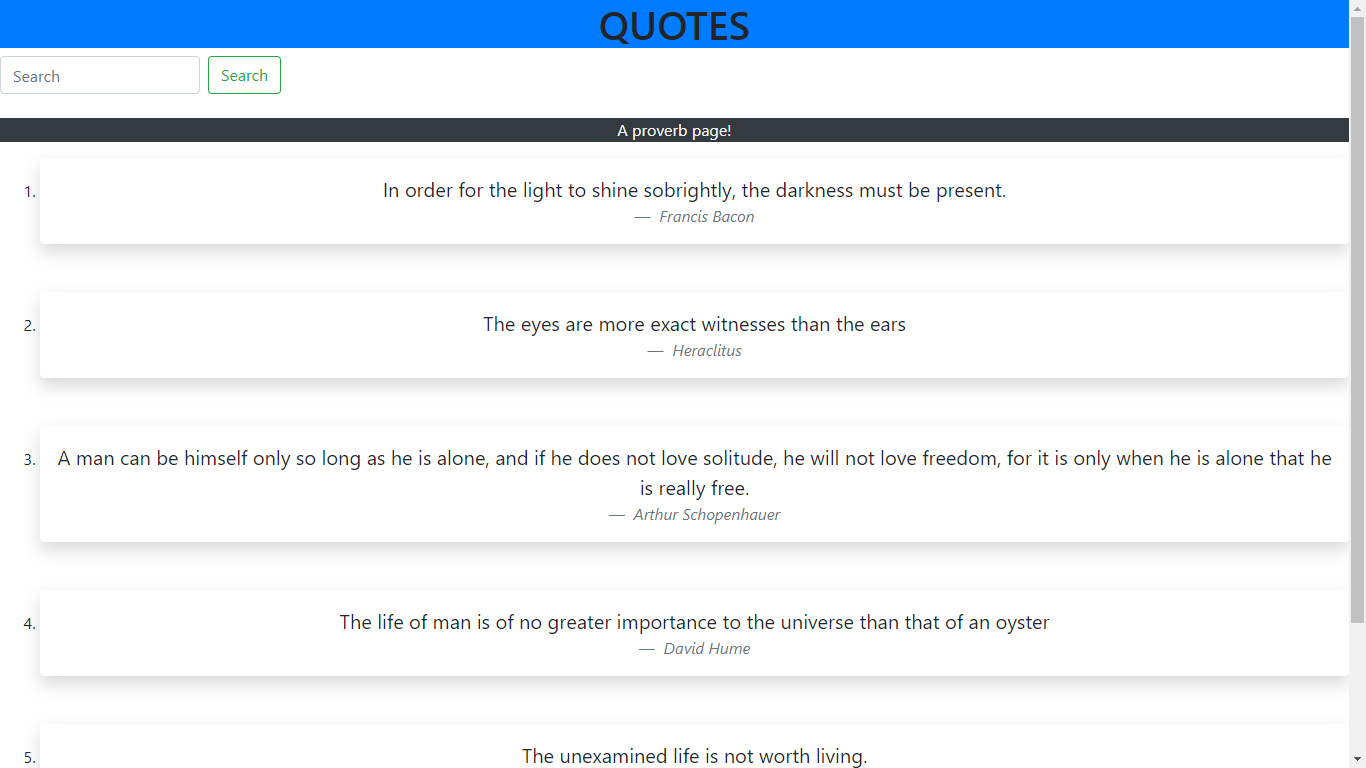 QUOTES
Search Search
A proverb page!
1. In order for the light to shine sobrightly, the darkness must be present.
— Francis Bacon
2. The eyes are more exact witnesses than the ears
— Heraclitus
3. A man can be himself only so long as he is alone, and if he does not love solitude, he will not love freedom, for it is only when he is alone that he
is really free.
— Arthur Schopenhauer
4. The life of man is of no greater importance to the universe than that of an oyster
— David Hume
5. The unexamined life is not worth living.